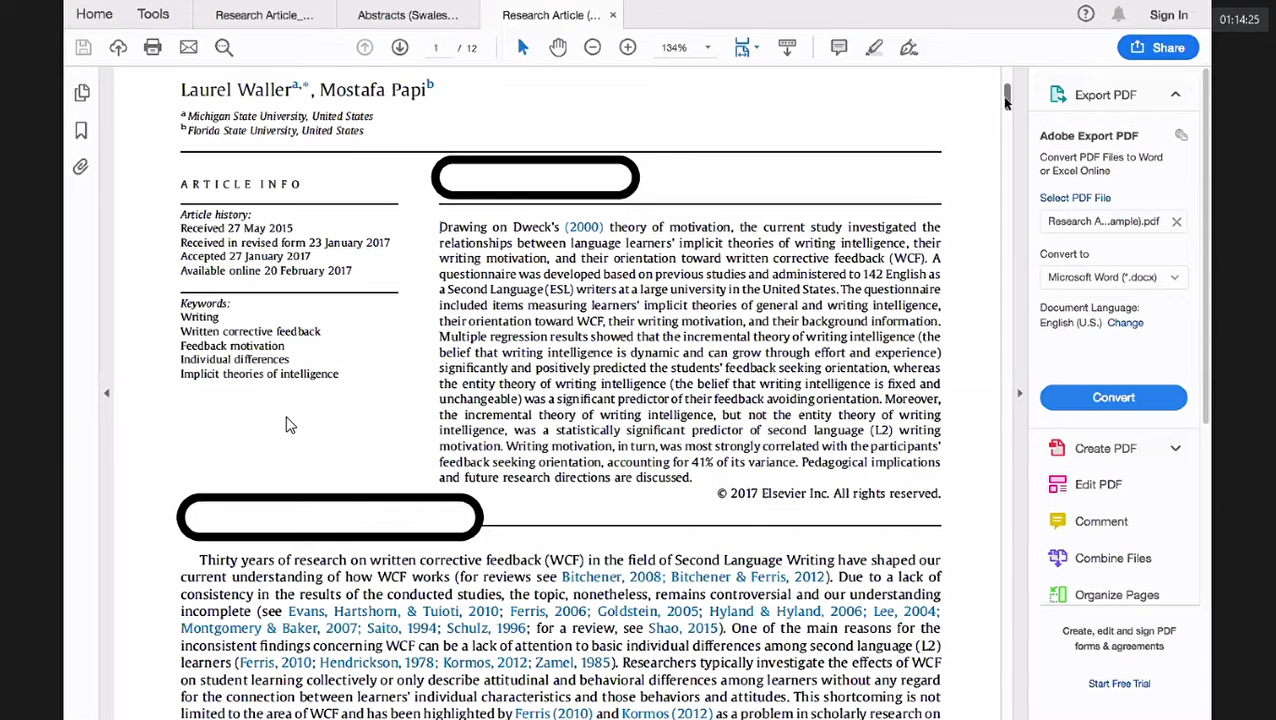 Home
Tools
Research Article_...
Abstracts (Swales...
Research Article (...
×
Sign In
01:14:25
1 / 12
134%
Share
Laurel Waller a,*, Mostafa Papi b
a Michigan State University, United States
b Florida State University, United States
ARTICLE INFO
Article history:
Received 27 May 2015
Received in revised form 23 January 2017
Accepted 27 January 2017
Available online 20 February 2017
Keywords:
Writing
Written corrective feedback
Feedback motivation
Individual differences
Implicit theories of intelligence
Drawing on Dweck's (2000) theory of motivation, the current study investigated the
relationships between language learners' implicit theories of writing intelligence, their
writing motivation, and their orientation toward written corrective feedback (WCF). A
questionnaire was developed based on previous studies and administered to 142 English as
a Second Language (ESL) writers at a large university in the United States. The questionnaire
included items measuring learners' implicit theories of general and writing intelligence,
their orientation toward WCF, their writing motivation, and their background information.
Multiple regression results showed that the incremental theory of writing intelligence (the
belief that writing intelligence is dynamic and can grow through effort and experience)
significantly and positively predicted the students' feedback seeking orientation, whereas
the entity theory of writing intelligence (the belief that writing intelligence is fixed and
unchangeable) was a significant predictor of their feedback avoiding orientation. Moreover,
the incremental theory of writing intelligence, but not the entity theory of writing
intelligence, was a statistically significant predictor of second language (L2) writing
motivation. Writing motivation, in turn, was most strongly correlated with the participants'
feedback seeking orientation, accounting for 41% of its variance. Pedagogical implications
and future research directions are discussed.
© 2017 Elsevier Inc. All rights reserved.
Thirty years of research on written corrective feedback (WCF) in the field of Second Language Writing have shaped our
current understanding of how WCF works (for reviews see Bitchener, 2008; Bitchener & Ferris, 2012). Due to a lack of
consistency in the results of the conducted studies, the topic, nonetheless, remains controversial and our understanding
incomplete (see Evans, Hartshorn, & Tuioti, 2010; Ferris, 2006; Goldstein, 2005; Hyland & Hyland, 2006; Lee, 2004;
Montgomery & Baker, 2007; Saito, 1994; Schulz, 1996; for a review, see Shao, 2015). One of the main reasons for the
inconsistent findings concerning WCF can be a lack of attention to basic individual differences among second language (L2)
learners (Ferris, 2010; Hendrickson, 1978; Kormos, 2012; Zamel, 1985). Researchers typically investigate the effects of WCF
on student learning collectively or only describe attitudinal and behavioral differences among learners without any regard
for the connection between learners' individual characteristics and those behaviors and attitudes. This shortcoming is not
limited to the area of WCF and has been highlighted by Ferris (2010) and Kormos (2012) as a problem in scholarly research on
Export PDF
Adobe Export PDF
Convert PDF Files to Word
or Excel Online
Select PDF File
Research A...ample).pdf
Convert to
Microsoft Word (*.docx)
Document Language:
English (U.S.) Change
Convert
Create PDF
Edit PDF
Comment
Combine Files
Organize Pages
Create, edit and sign PDF
forms & agreements
Start Free Trial